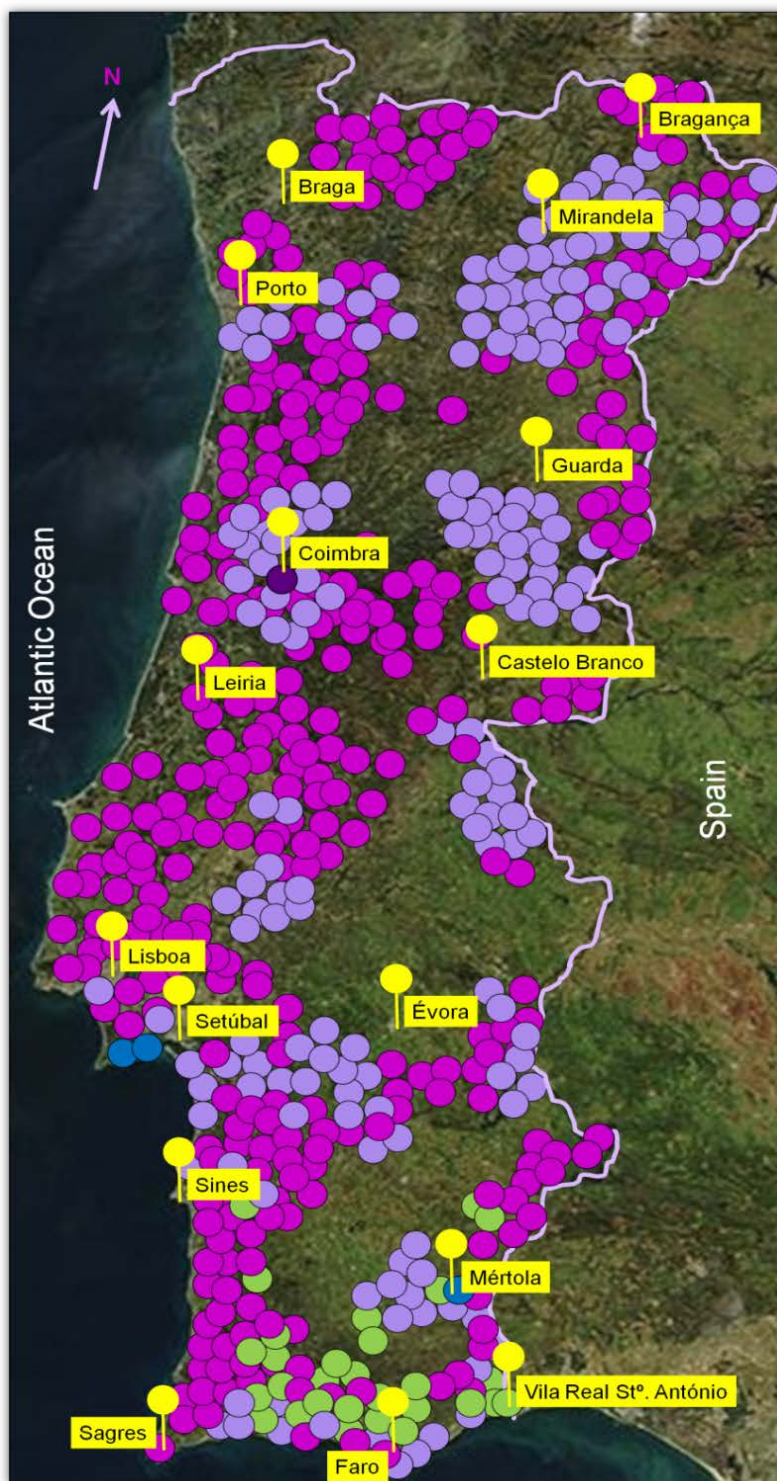 N
Bragança
Braga
Mirandela
Porto
Guarda
Coimbra
Castelo Branco
Leiria
Atlantic Ocean
Spain
Lisboa
Setúbal
Évora
Sines
Mértola
Vila Real Stº. António
Sagres
Faro